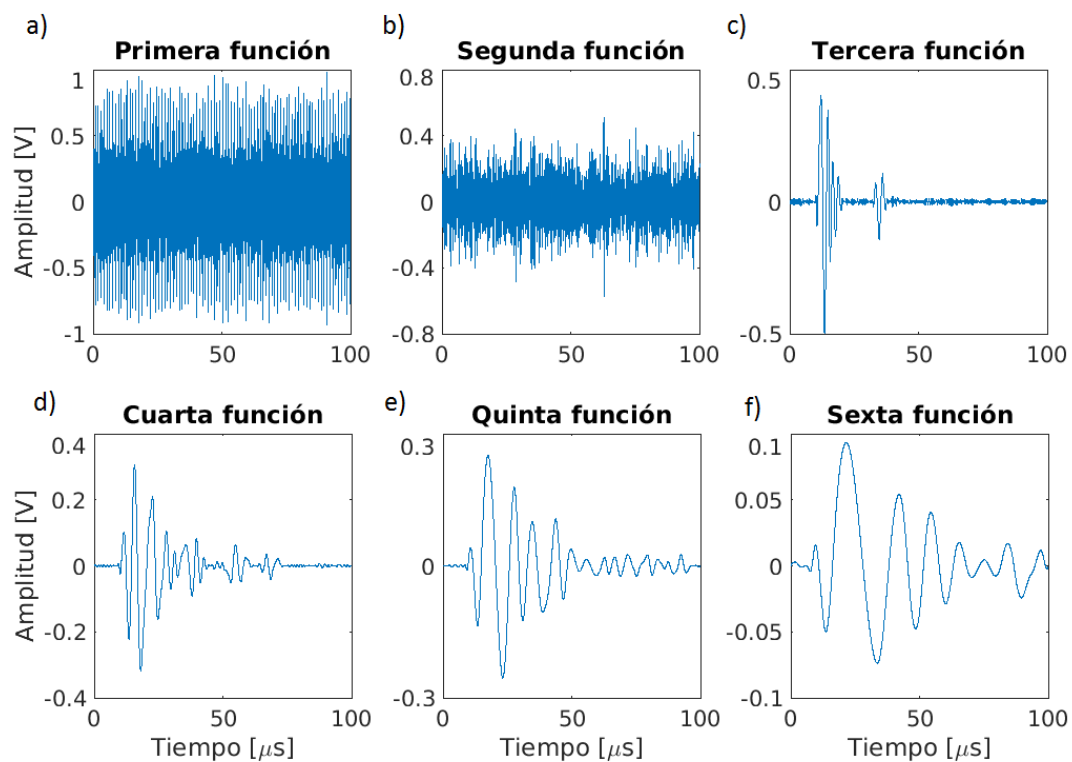 a)
Primera función
b)
Segunda función
c)
Tercera función
Amplitud [V]
1
0.5
0
-0.5
-1
0
50
100
0.8
0.4
0
-0.4
-0.8
0
50
100
0.5
0
-0.5
0
50
100
d)
Cuarta función
e)
Quinta función
f)
Sexta función
Amplitud [V]
0.4
0.2
0
-0.2
-0.4
0
50
100
Tiempo [μs]
0.3
0
-0.3
0
50
100
Tiempo [μs]
0.1
0.05
0
-0.05
-0.1
0
50
100
Tiempo [μs]